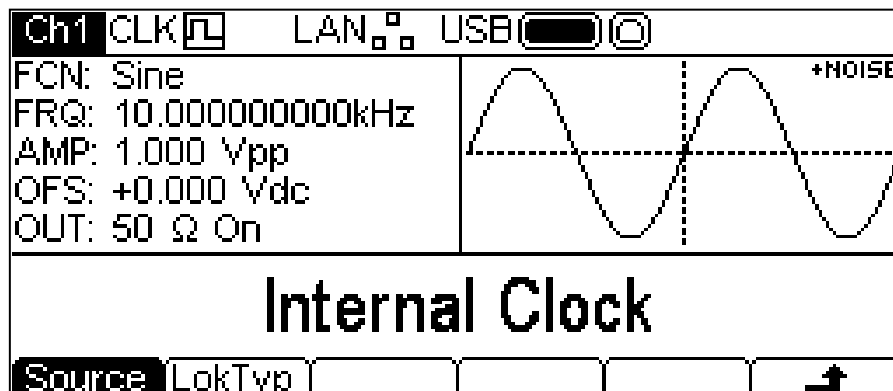 Ch1 CLK LAN USB
FCN: Sine
FRQ: 10.000000000kHz
AMP: 1.000 Vpp
OFS: +0.000 Vdc
OUT: 50 Ω On
+NOISE
Internal Clock
Source LokTyp